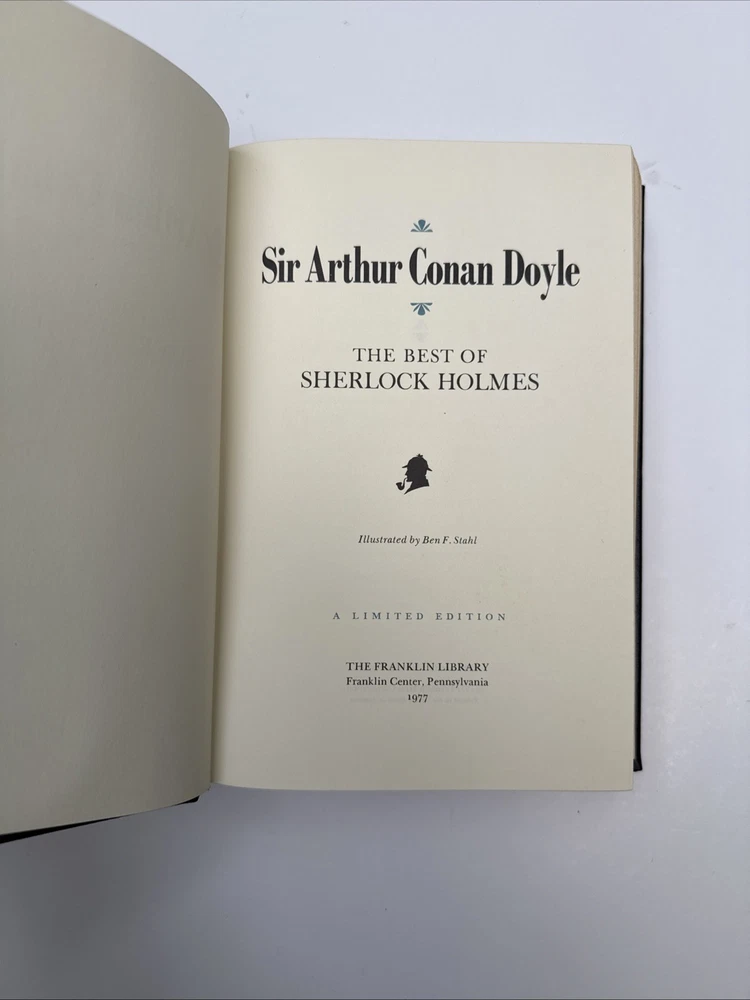 Sir Arthur Conan Doyle
THE BEST OF
SHERLOCK HOLMES
Illustrated by Ben F. Stahl
A LIMITED EDITION
THE FRANKLIN LIBRARY
Franklin Center, Pennsylvania
1977